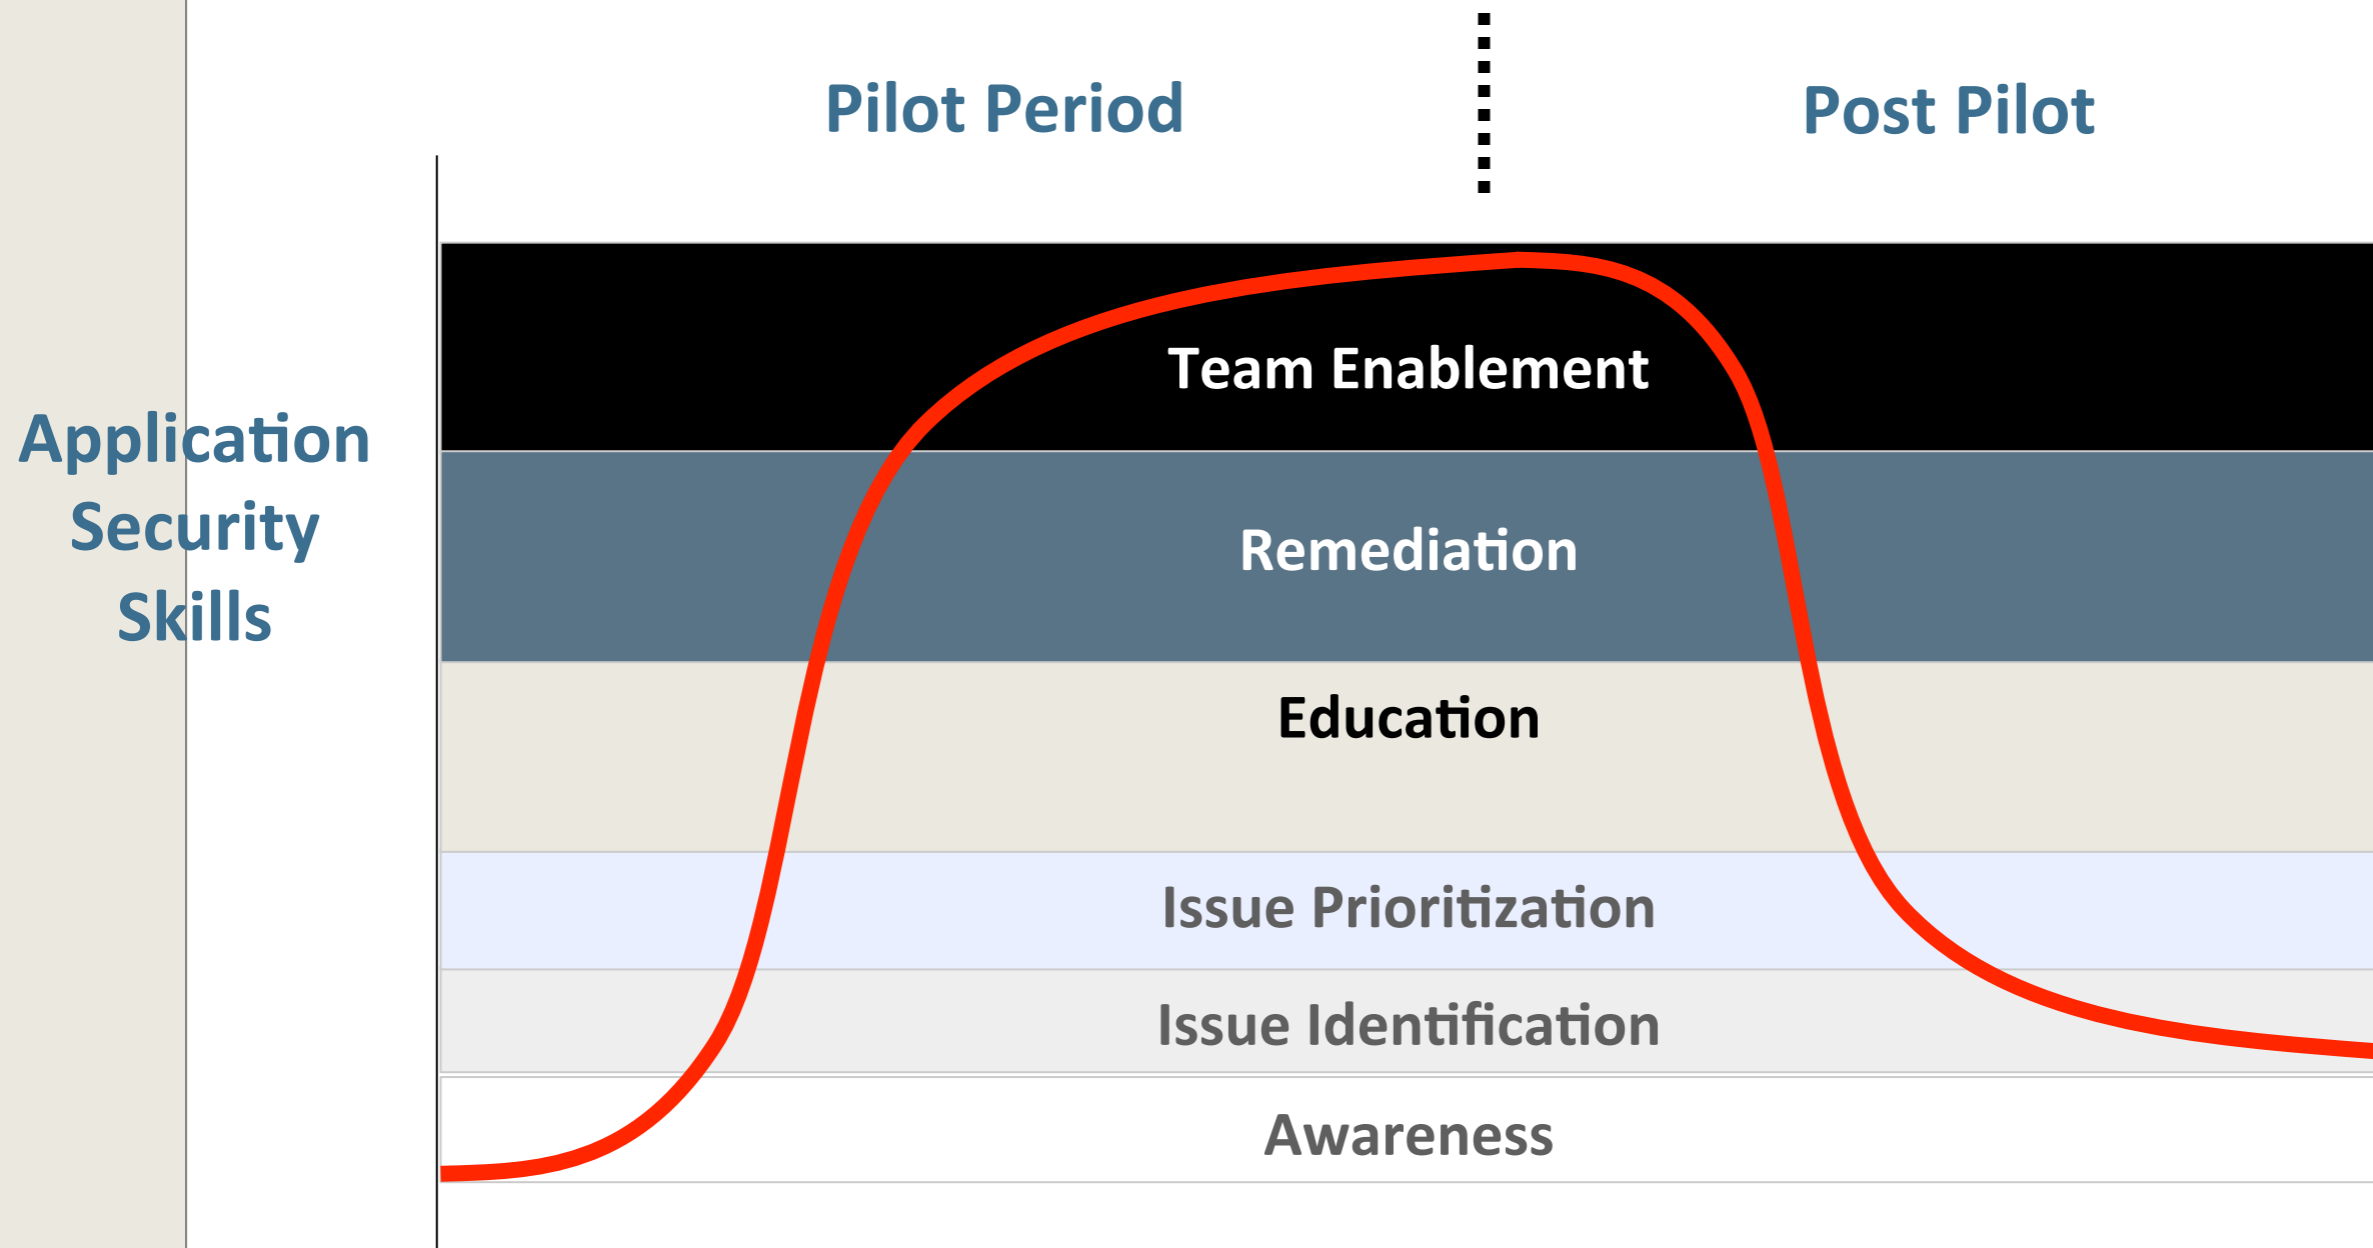 Pilot Period
Post Pilot
Application
Security
Skills
Team Enablement
Remediation
Education
Issue Prioritization
Issue Identification
Awareness